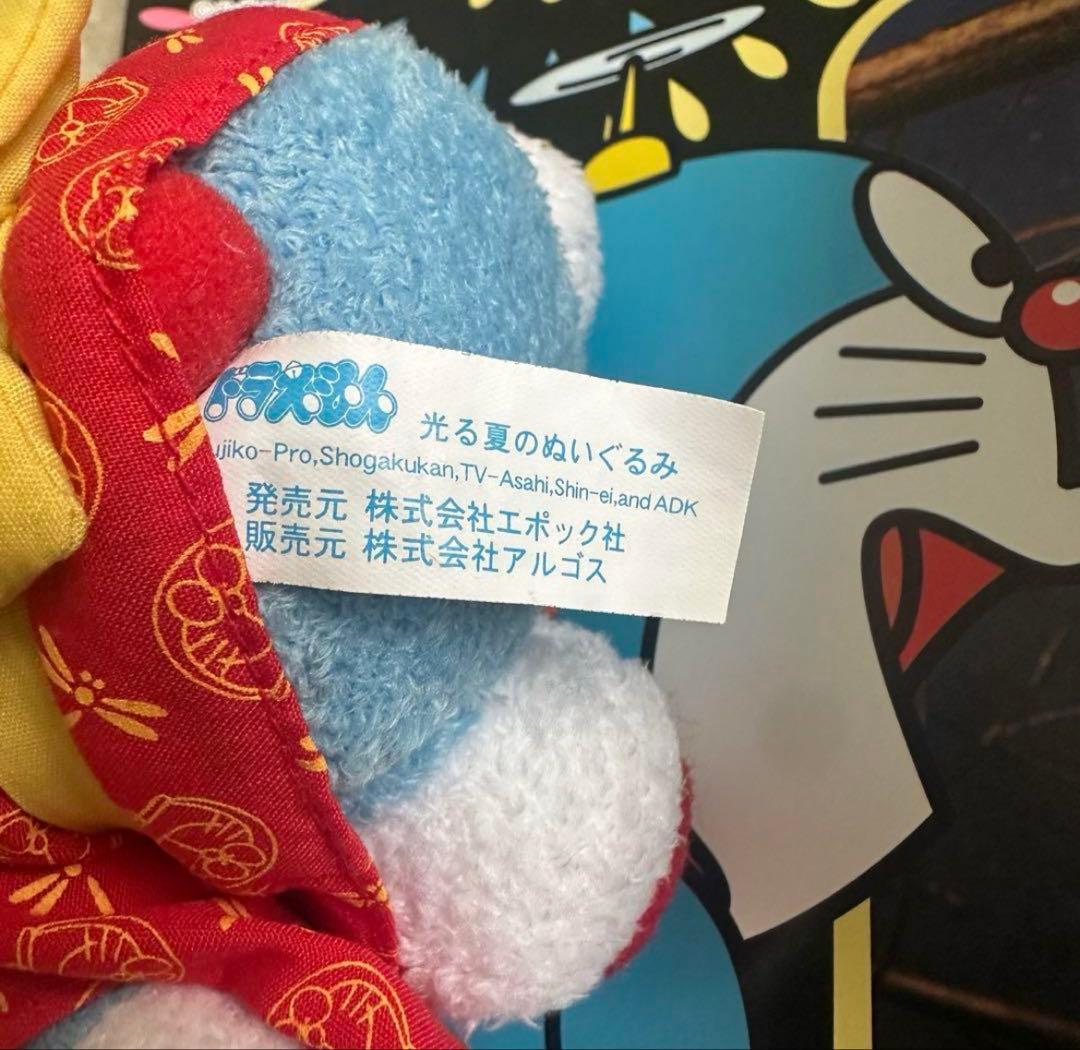 ドラえもん 光る夏のぬいぐるみ
ujiko-Pro,Shogakukan,TV-Asahi,Shin-ei,and ADK
発売元 株式会社エポック社
販売元 株式会社アルゴス